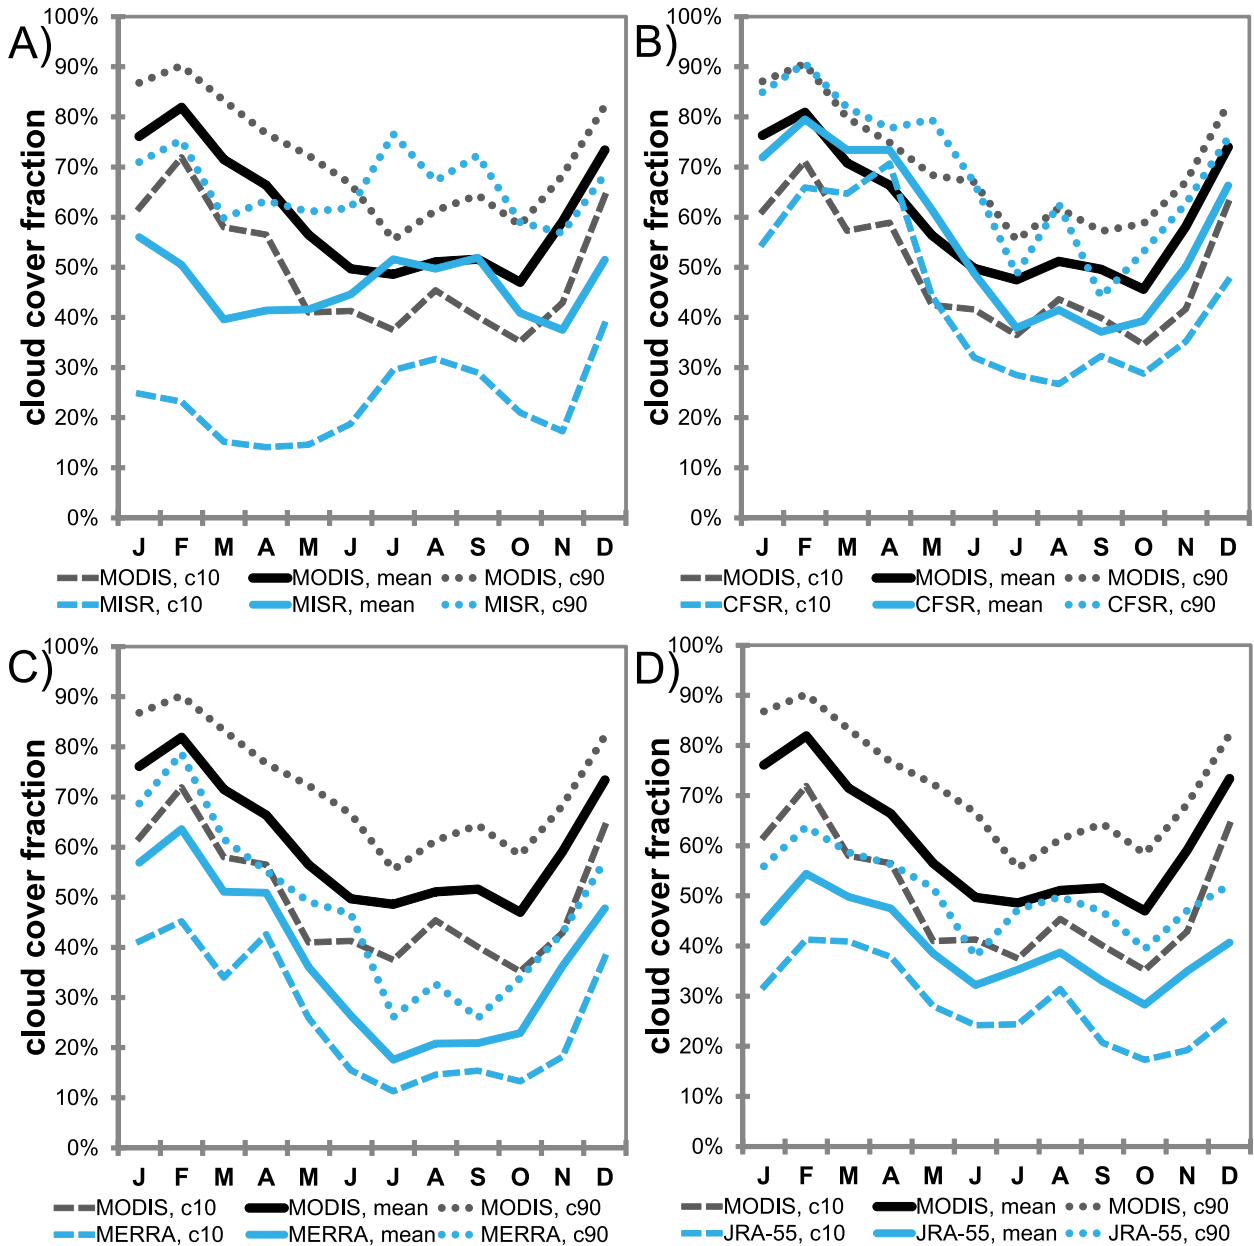 A)
cloud cover fraction
100%
90%
80%
70%
60%
50%
40%
30%
20%
10%
0%
J F M A M J J A S O N D
MODIS, c10 MODIS, mean MODIS, c90
MISR, c10 MISR, mean MISR, c90
B)
cloud cover fraction
100%
90%
80%
70%
60%
50%
40%
30%
20%
10%
0%
J F M A M J J A S O N D
MODIS, c10 MODIS, mean MODIS, c90
CFSR, c10 CFSR, mean CFSR, c90
C)
cloud cover fraction
100%
90%
80%
70%
60%
50%
40%
30%
20%
10%
0%
J F M A M J J A S O N D
MODIS, c10 MODIS, mean MODIS, c90
MERRA, c10 MERRA, mean MERRA, c90
D)
cloud cover fraction
100%
90%
80%
70%
60%
50%
40%
30%
20%
10%
0%
J F M A M J J A S O N D
MODIS, c10 MODIS, mean MODIS, c90
JRA-55, c10 JRA-55, mean JRA-55, c90